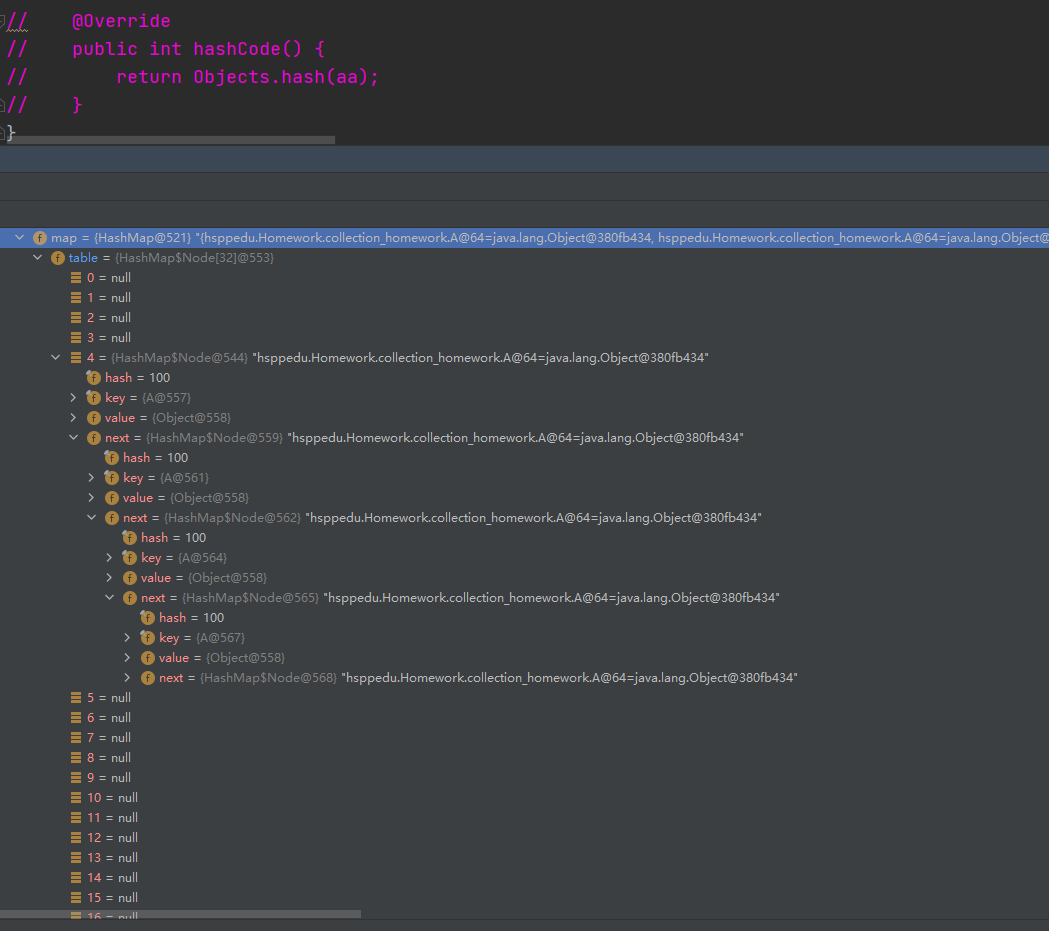 //    @Override
//    public int hashCode() {
//        return Objects.hash(aa);
//    }
}
map = {HashMap@521} "{hsppedu.Homework.collection_homework.A@64=java.lang.Object@380fb434, hsppedu.Homework.collection_homework.A@64=java.lang.Object@
table = {HashMap$Node[32]@553}
0 = null
1 = null
2 = null
3 = null
4 = {HashMap$Node@544} "hsppedu.Homework.collection_homework.A@64=java.lang.Object@380fb434"
hash = 100
key = {A@557}
value = {Object@558}
next = {HashMap$Node@559} "hsppedu.Homework.collection_homework.A@64=java.lang.Object@380fb434"
hash = 100
key = {A@561}
value = {Object@558}
next = {HashMap$Node@562} "hsppedu.Homework.collection_homework.A@64=java.lang.Object@380fb434"
hash = 100
key = {A@564}
value = {Object@558}
next = {HashMap$Node@565} "hsppedu.Homework.collection_homework.A@64=java.lang.Object@380fb434"
hash = 100
key = {A@567}
value = {Object@558}
next = {HashMap$Node@568} "hsppedu.Homework.collection_homework.A@64=java.lang.Object@380fb434"
5 = null
6 = null
7 = null
8 = null
9 = null
10 = null
11 = null
12 = null
13 = null
14 = null
15 = null
16 = null